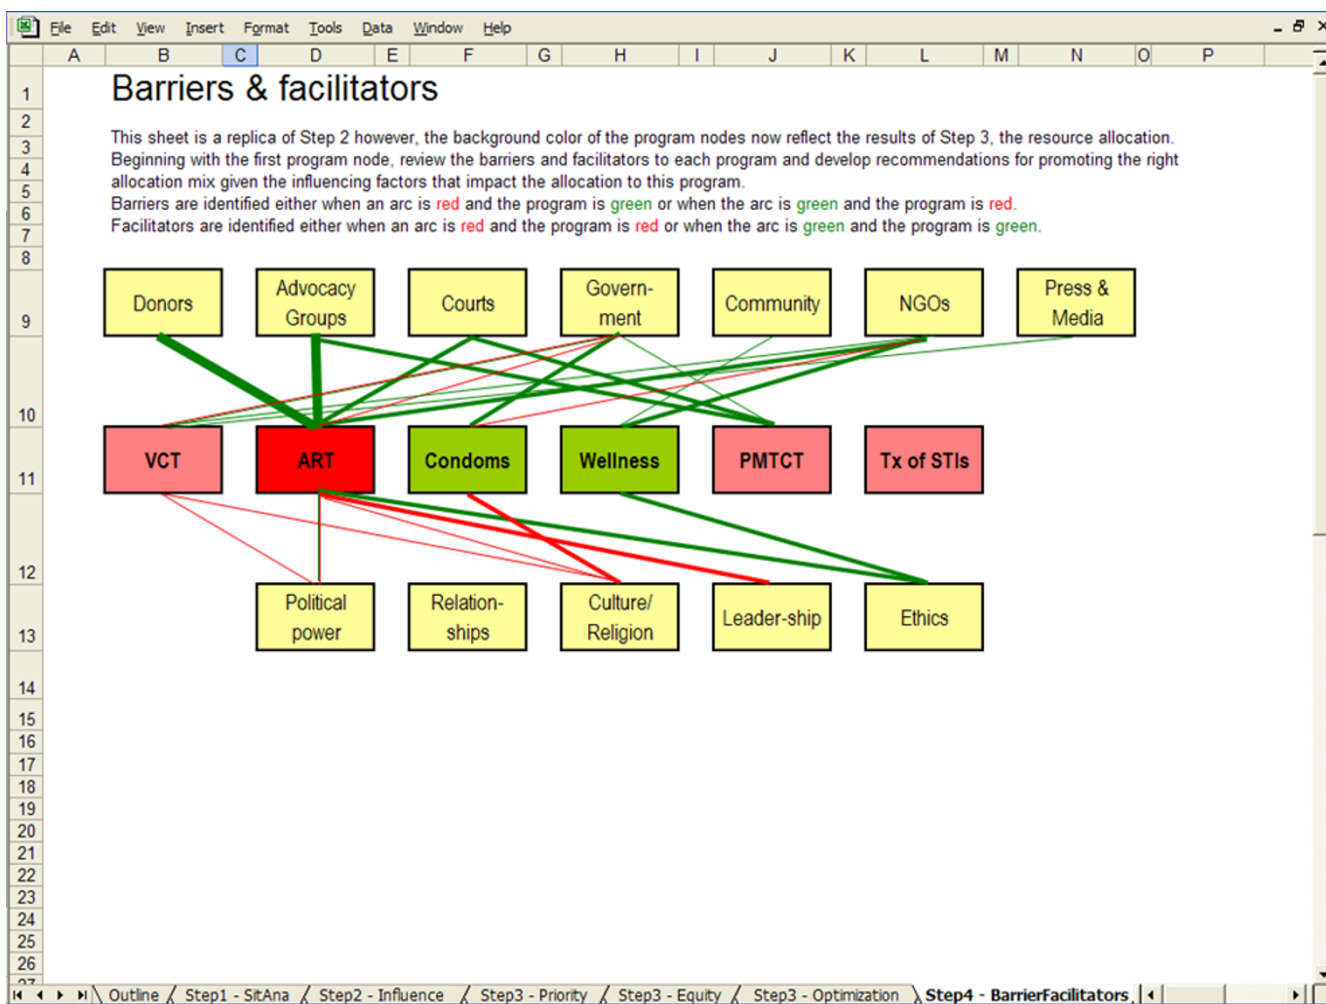 File Edit View Insert Format Tools Data Window Help
A B C D E F G H I J K L M N O P
1 Barriers & facilitators
2
3 This sheet is a replica of Step 2 however, the background color of the program nodes now reflect the results of Step 3, the resource allocation.
4 Beginning with the first program node, review the barriers and facilitators to each program and develop recommendations for promoting the right
5 allocation mix given the influencing factors that impact the allocation to this program.
6 Barriers are identified either when an arc is red and the program is green or when the arc is green and the program is red.
7 Facilitators are identified either when an arc is red and the program is red or when the arc is green and the program is green.
8
Donors
Advocacy
Groups
Courts
Govern-
ment
Community
NGOs
Press &
Media
9
10
VCT ART Condoms Wellness PMTCT Tx of STIs
11
12
Political
power
Relation-
ships
Culture/
Religion
Leader-ship
Ethics
13
14
15
16
17
18
19
20
21
22
23
24
25
26
27
Outline Step1 - SitAna Step2 - Influence Step3 - Priority Step3 - Equity Step3 - Optimization Step4 - BarrierFacilitators